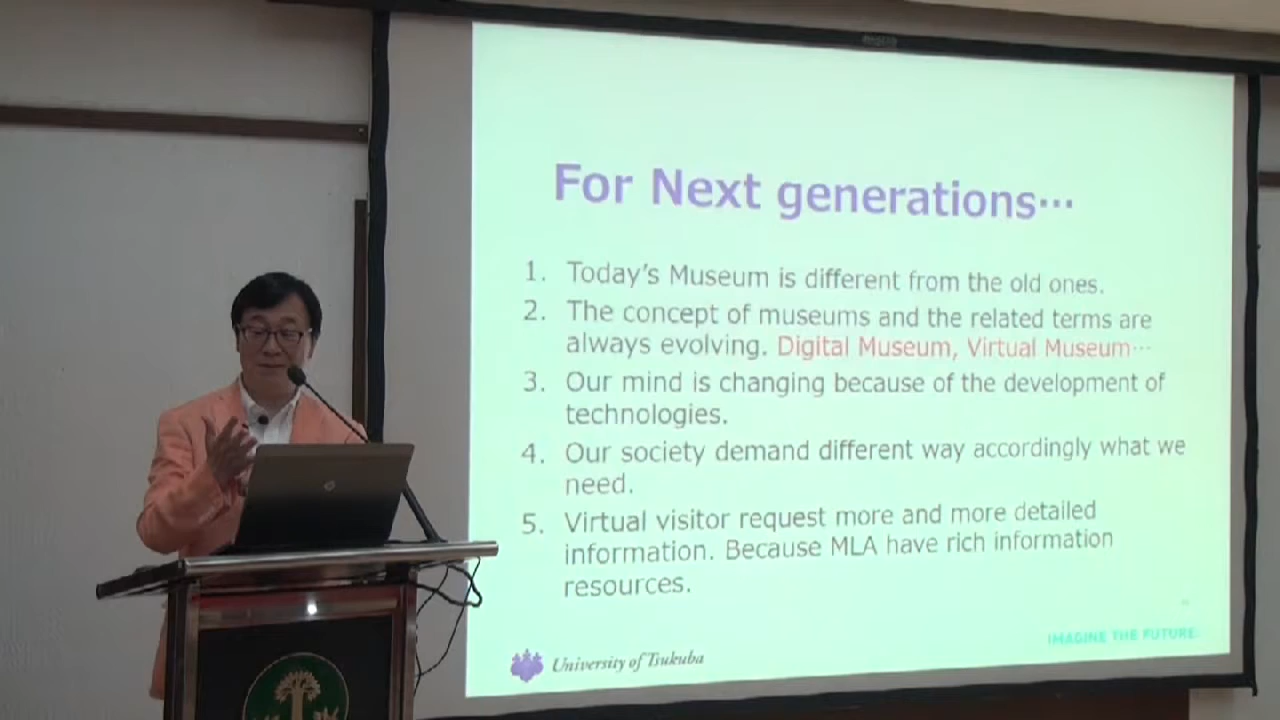 For Next generations…
1. Today's Museum is different from the old ones.
2. The concept of museums and the related terms are
always evolving. Digital Museum, Virtual Museum…
3. Our mind is changing because of the development of
technologies.
4. Our society demand different way accordingly what we
need.
5. Virtual visitor request more and more detailed
information. Because MLA have rich information
resources.
University of Tsukuba
IMAGINE THE FUTURE.